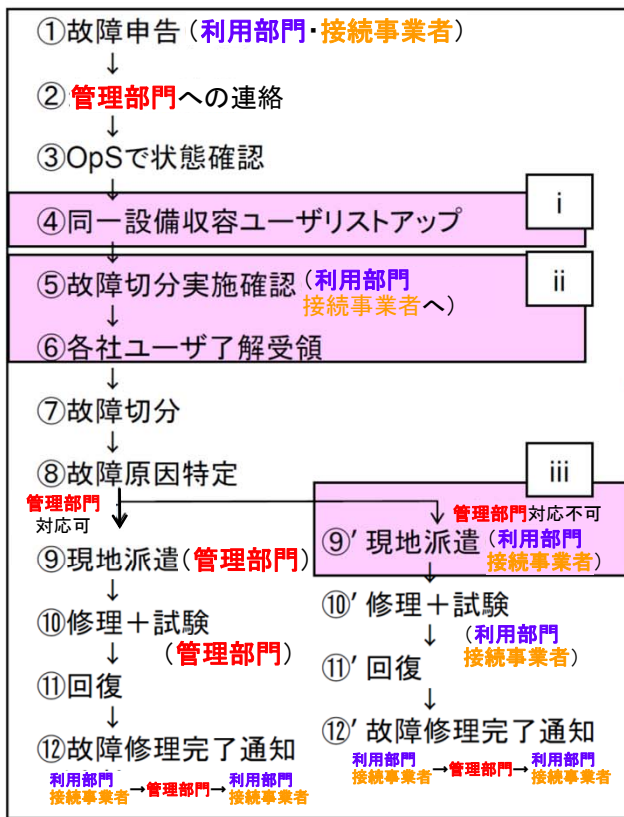 ①故障申告（利用部門・接続事業者）
↓
②管理部門への連絡
↓
③OpSで状態確認
↓
i
④同一設備収容ユーザリストアップ
↓
ii
⑤故障切分実施確認（利用部門
接続事業者へ）
↓
⑥各社ユーザ了解受領
↓
⑦故障切分
↓
⑧故障原因特定
iii
管理部門
対応可
↓
⑨現地派遣(管理部門)
↓
⑩修理＋試験
（管理部門）
↓
⑪回復
↓
⑫故障修理完了通知
利用部門
接続事業者→管理部門→利用部門
接続事業者
管理部門対応不可
⑨′現地派遣（利用部門
接続事業者）
↓
⑩′修理＋試験
↓（利用部門
接続事業者）
⑪′回復
↓
⑫′故障修理完了通知
利用部門
接続事業者→管理部門→利用部門
接続事業者